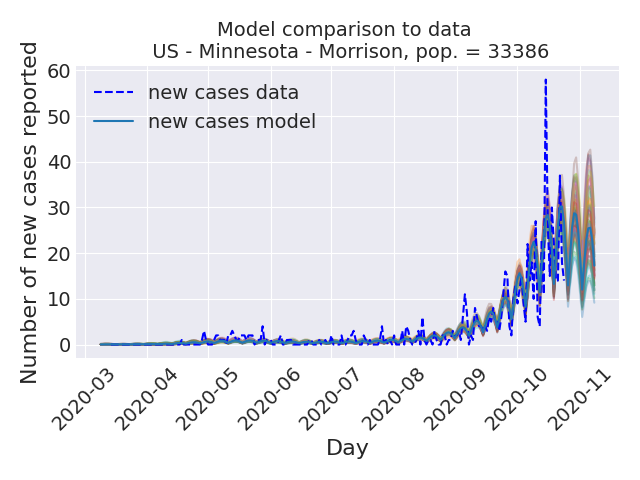 Model comparison to data
US - Minnesota - Morrison, pop. = 33386
Number of new cases reported
60
50
40
30
20
10
0
new cases data
new cases model
2020-03
2020-04
2020-05
2020-06
2020-07
2020-08
2020-09
2020-10
2020-11
Day